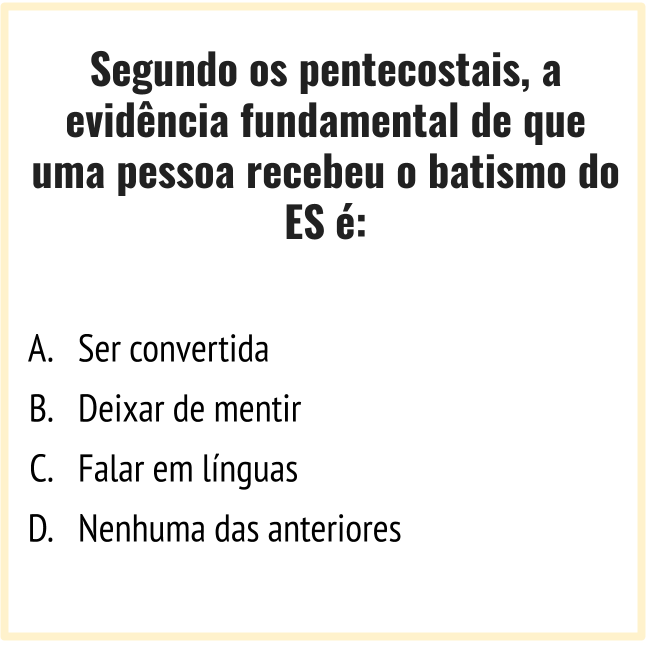 Segundo os pentecostais, a
evidência fundamental de que
uma pessoa recebeu o batismo do
ES é:
A. Ser convertida
B. Deixar de mentir
C. Falar em línguas
D. Nenhuma das anteriores